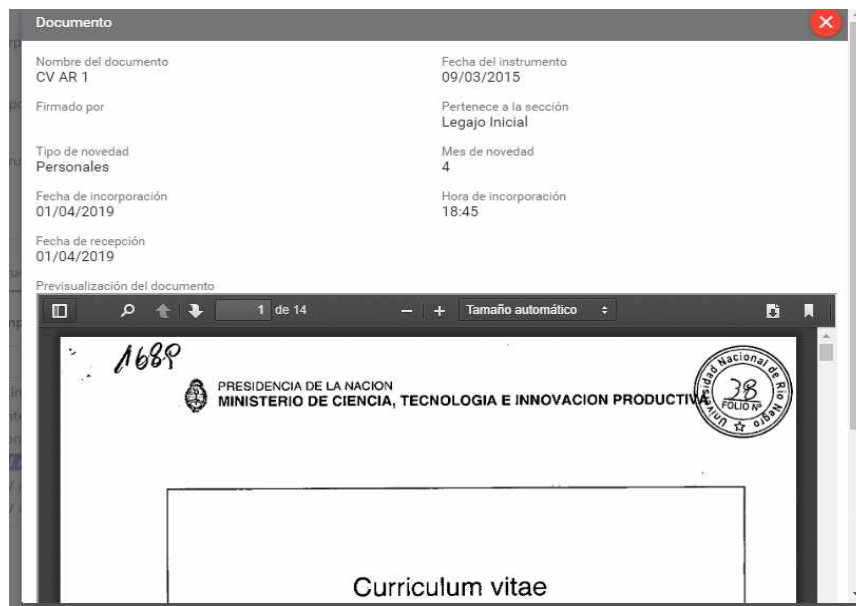 Documento
Nombre del documento
CV AR 1
Fecha del instrumento
09/03/2015
Firmado por
Pertenece a la sección
Legajo Inicial
Tipo de novedad
Personales
Mes de novedad
4
Fecha de incorporación
01/04/2019
Hora de incorporación
18:45
Fecha de recepción
01/04/2019
Previsualización del documento
1 de 14
Tamaño automático
1689
PRESIDENCIA DE LA NACION
MINISTERIO DE CIENCIA, TECNOLOGIA E INNOVACION PRODUCTIVA
Universidad Nacional de Río Negro
38
FOLIO Nº
Curriculum vitae